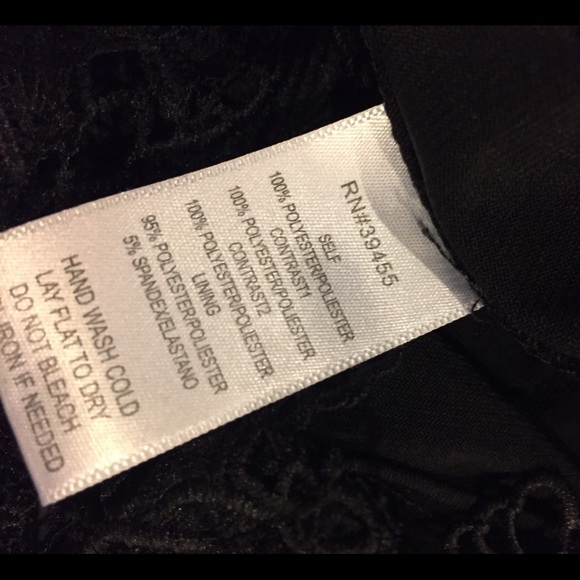 RN#39455
SELF
100% POLYESTER/POLIESTER
CONTRAST1
100% POLYESTER/POLIESTER
CONTRAST2
100% POLYESTER/POLIESTER
LINING
95% POLYESTER/POLIESTER
5% SPANDEX/ELASTANO
HAND WASH COLD
LAY FLAT TO DRY
DO NOT BLEACH
IRON IF NEEDED